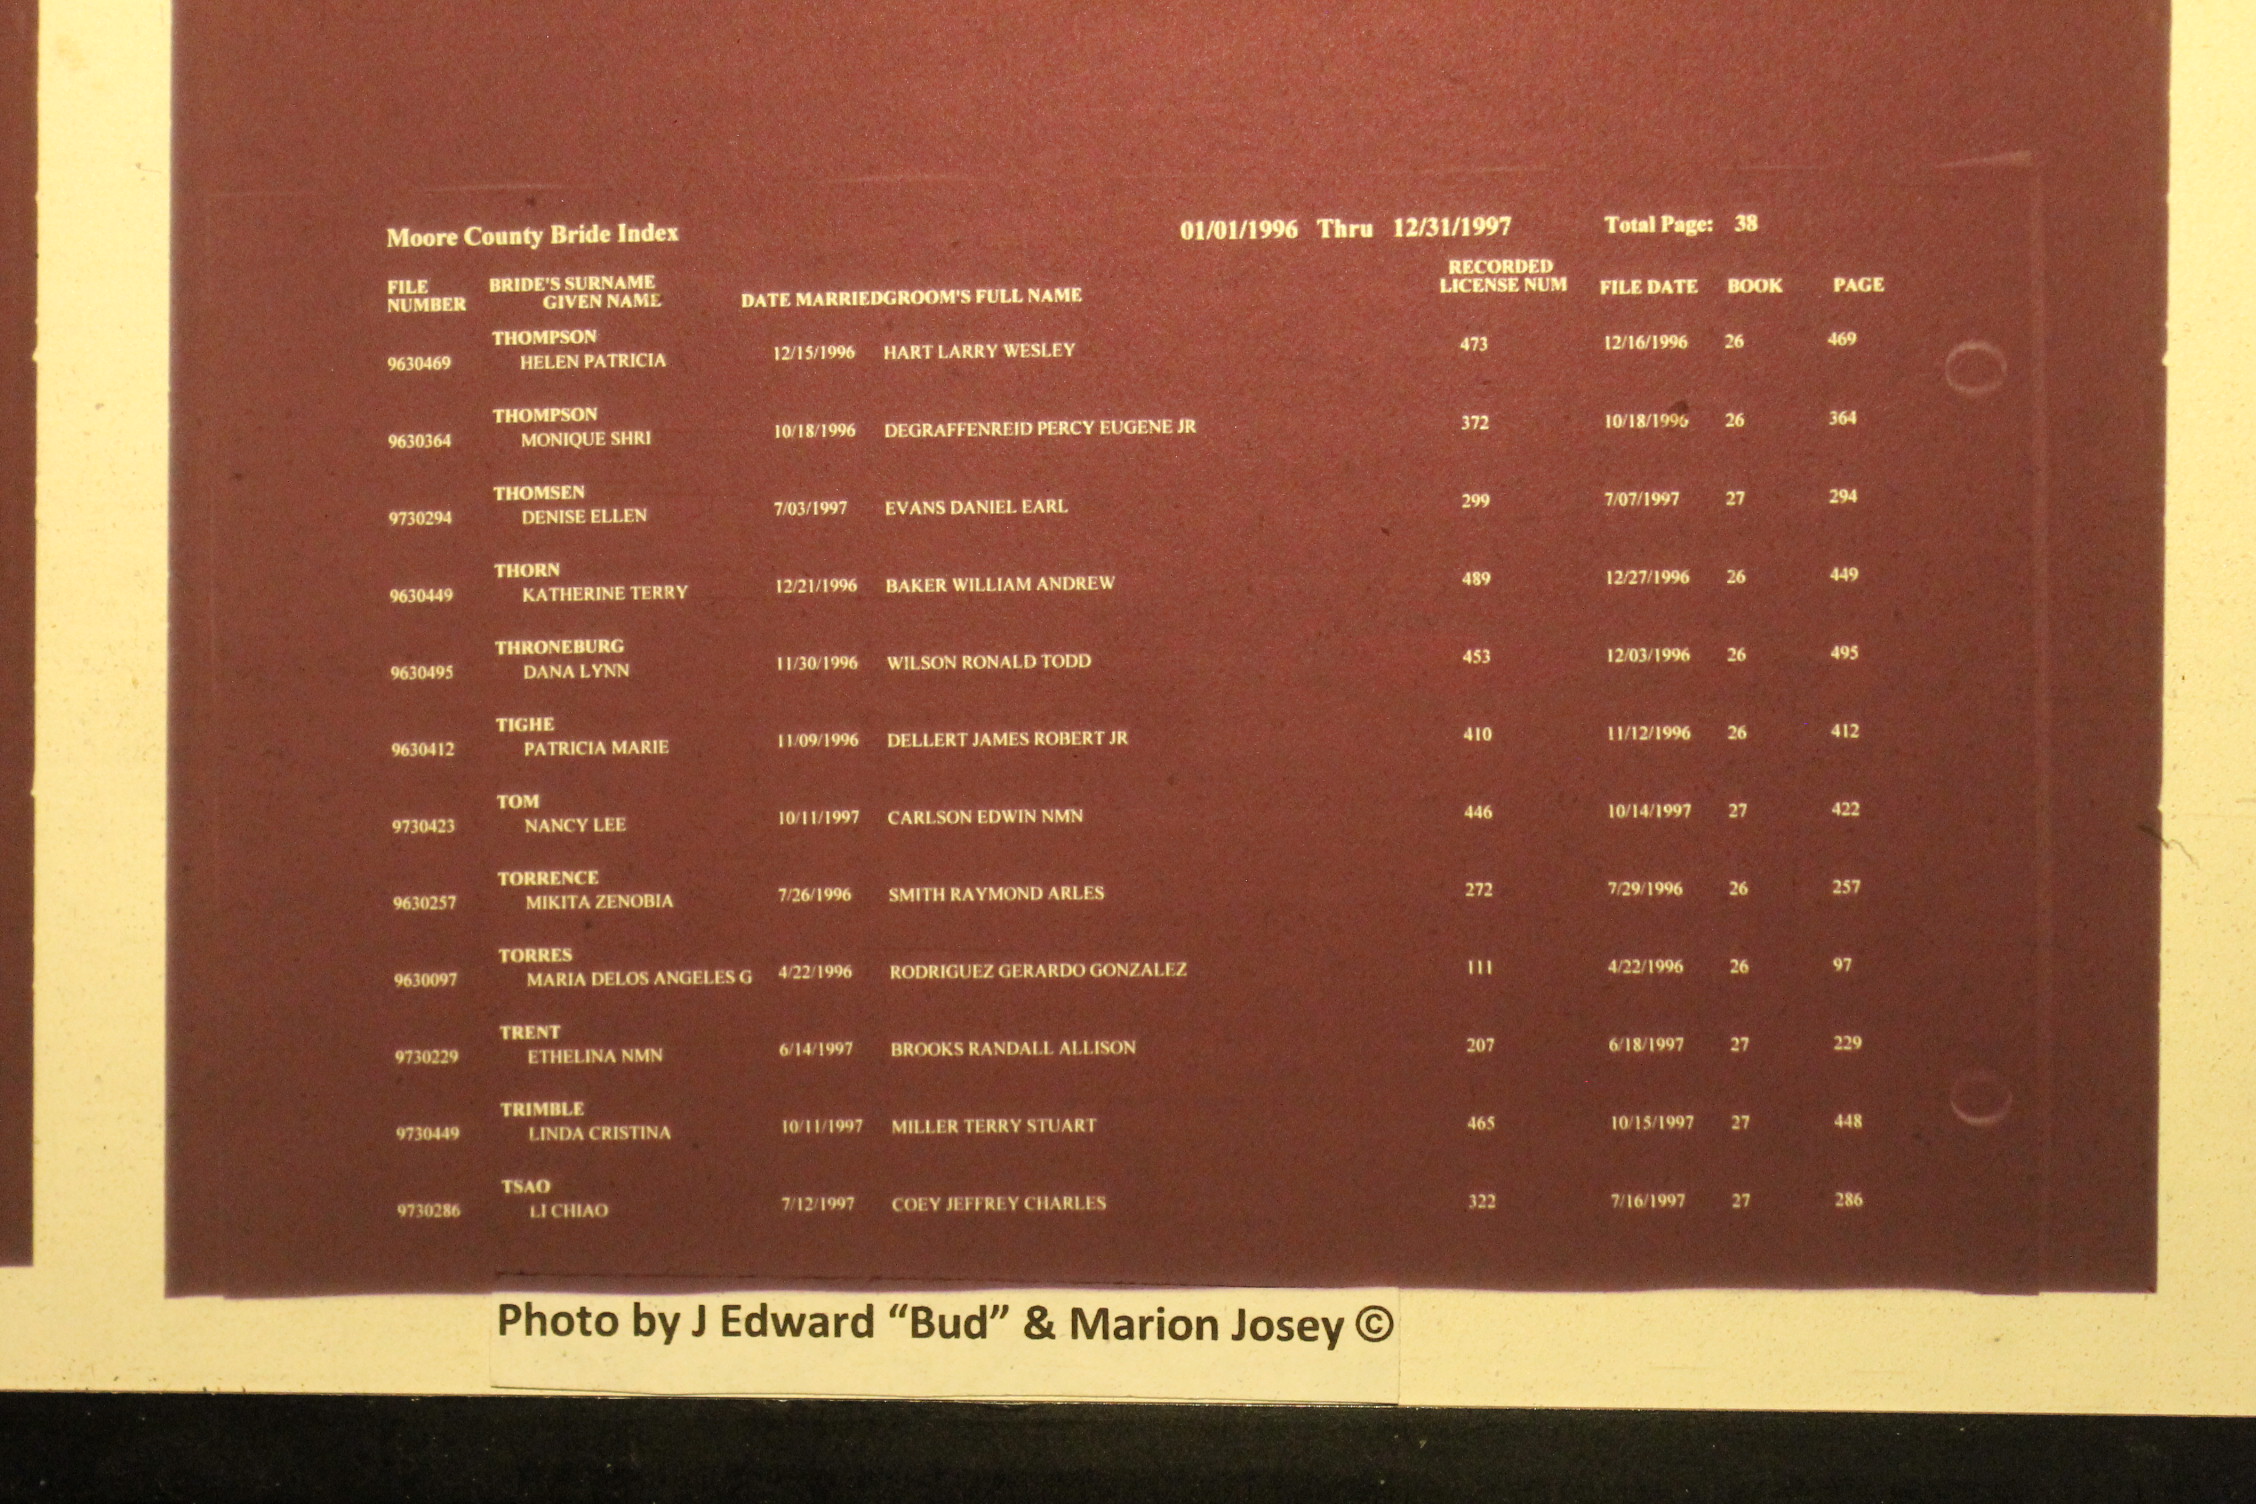 Moore County Bride Index 01/01/1996 Thru 12/31/1997 Total Page: 38
FILE BRIDE'S SURNAME RECORDED
NUMBER GIVEN NAME DATE MARRIEDGROOM'S FULL NAME LICENSE NUM FILE DATE BOOK PAGE
THOMPSON
9630469 HELEN PATRICIA 12/15/1996 HART LARRY WESLEY 473 12/16/1996 26 469
THOMPSON
9630364 MONIQUE SHRI 10/18/1996 DEGRAFFENREID PERCY EUGENE JR 372 10/18/1996 26 364
THOMSEN
9730294 DENISE ELLEN 7/03/1997 EVANS DANIEL EARL 299 7/07/1997 27 294
THORN
9630449 KATHERINE TERRY 12/21/1996 BAKER WILLIAM ANDREW 489 12/27/1996 26 449
THRONEBURG
9630495 DANA LYNN 11/30/1996 WILSON RONALD TODD 453 12/03/1996 26 495
TIGHE
9630412 PATRICIA MARIE 11/09/1996 DELLERT JAMES ROBERT JR 410 11/12/1996 26 412
TOM
9730423 NANCY LEE 10/11/1997 CARLSON EDWIN NMN 446 10/14/1997 27 422
TORRENCE
9630257 MIKITA ZENOBIA 7/26/1996 SMITH RAYMOND ARLES 272 7/29/1996 26 257
TORRES
9630097 MARIA DELOS ANGELES G 4/22/1996 RODRIGUEZ GERARDO GONZALEZ 111 4/22/1996 26 97
TRENT
9730229 ETHELINA NMN 6/14/1997 BROOKS RANDALL ALLISON 207 6/18/1997 27 229
TRIMBLE
9730449 LINDA CRISTINA 10/11/1997 MILLER TERRY STUART 465 10/15/1997 27 448
TSAO
9730286 LI CHIAO 7/12/1997 COEY JEFFREY CHARLES 322 7/16/1997 27 286
Photo by J Edward “Bud” & Marion Josey ©